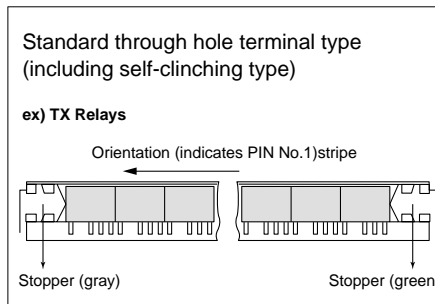 Standard through hole terminal type
(including self-clinching type)
ex) TX Relays
Orientation (indicates PIN No.1)stripe
Stopper (gray)
Stopper (green